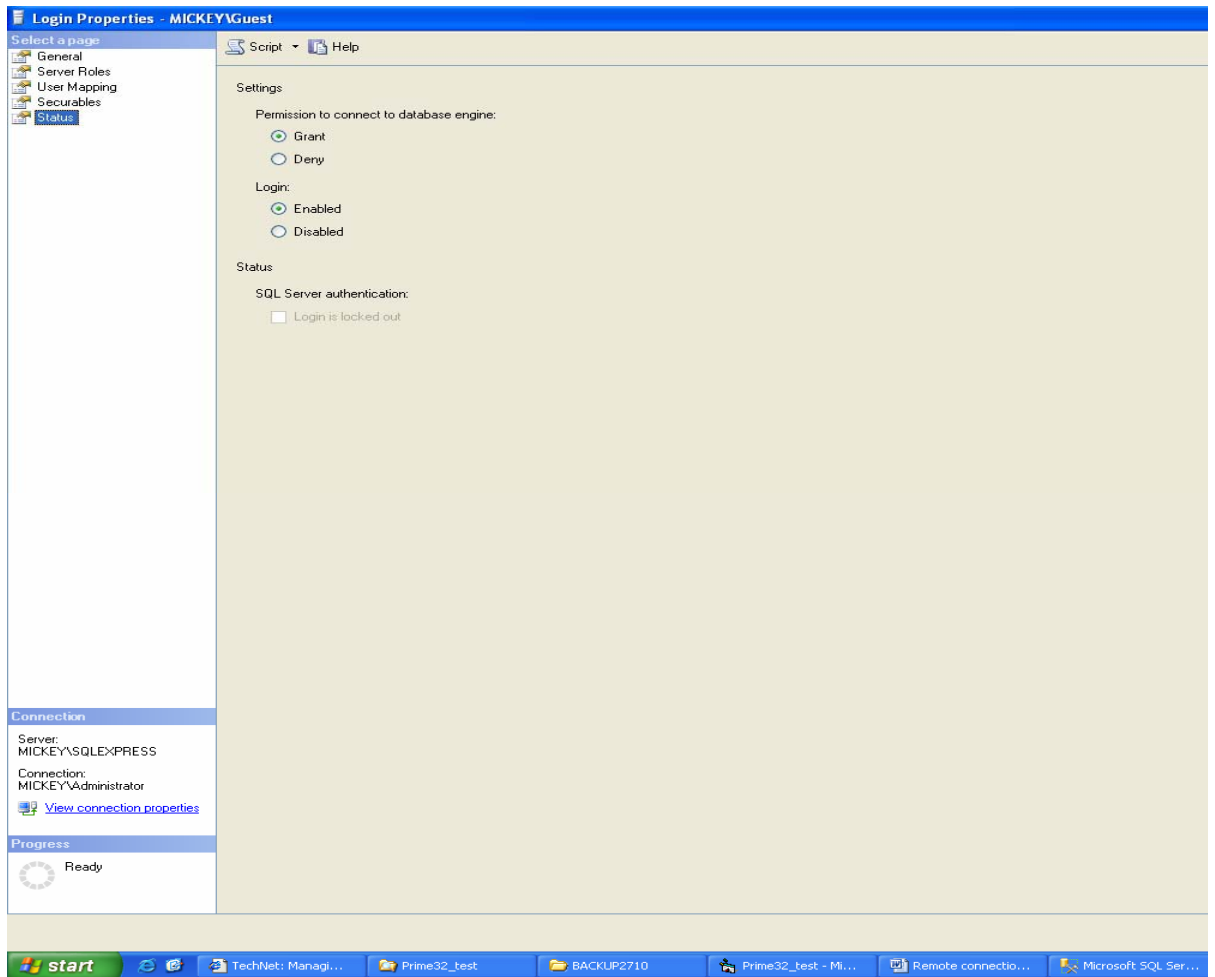 Login Properties - MICKEY\Guest
Select a page
General
Server Roles
User Mapping
Securables
Status
Script Help
Settings
Permission to connect to database engine:
Grant
Deny
Login:
Enabled
Disabled
Status
SQL Server authentication:
Login is locked out
Connection
Server:
MICKEY\SQLEXPRESS
Connection:
MICKEY\Administrator
View connection properties
Progress
Ready
start TechNet: Managi... Prime32_test BACKUP2710 Prime32_test - Mi... Remote connectio... Microsoft SQL Ser...